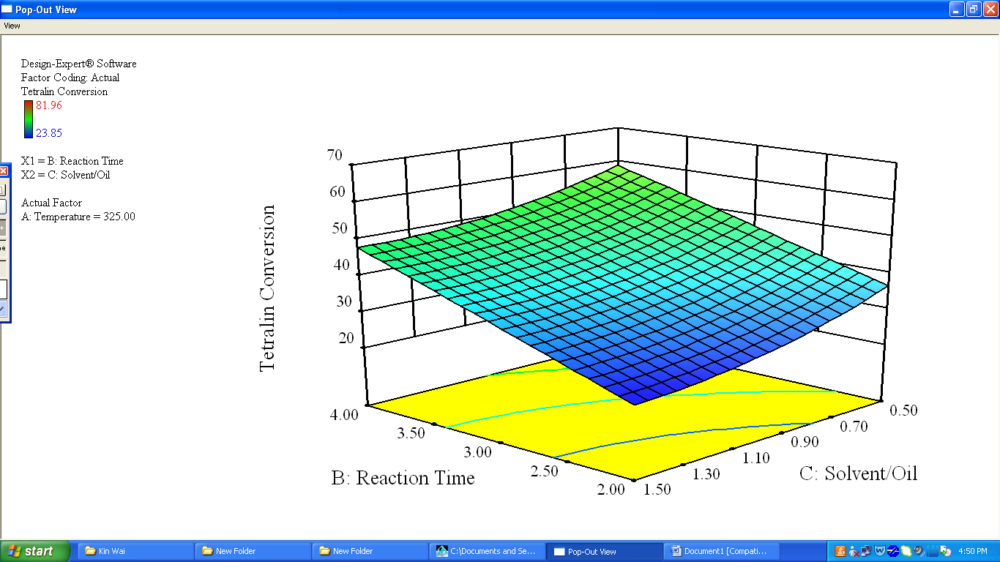 Pop-Out View
View
Design-Expert® Software
Factor Coding: Actual
Tetralin Conversion
81.96
23.85
X1 = B: Reaction Time
X2 = C: Solvent/Oil
Actual Factor
A: Temperature = 325.00
70
60
50
40
30
20
Tetralin Conversion
4.00
3.50
3.00
2.50
2.00
B: Reaction Time
1.50
1.30
1.10
0.90
0.70
0.50
C: Solvent/Oil
start
Kin Wai
New Folder
New Folder
C:\Documents and Se...
Pop-Out View
Document1 [Compati...
4:50 PM